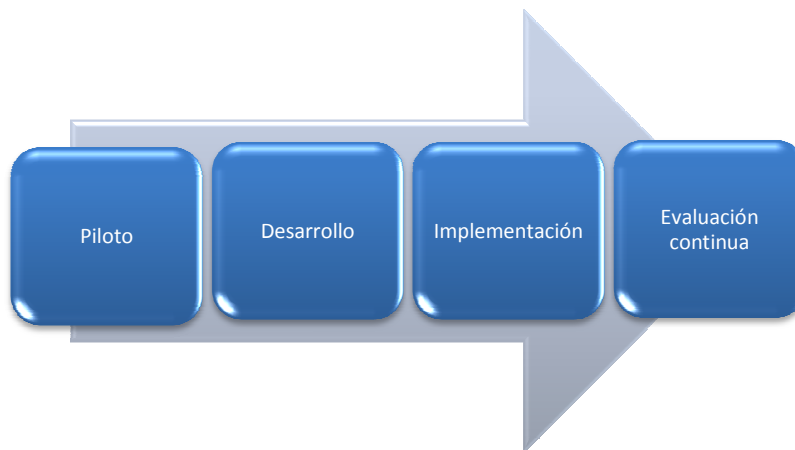 Piloto
Desarrollo
Implementación
Evaluación
continua